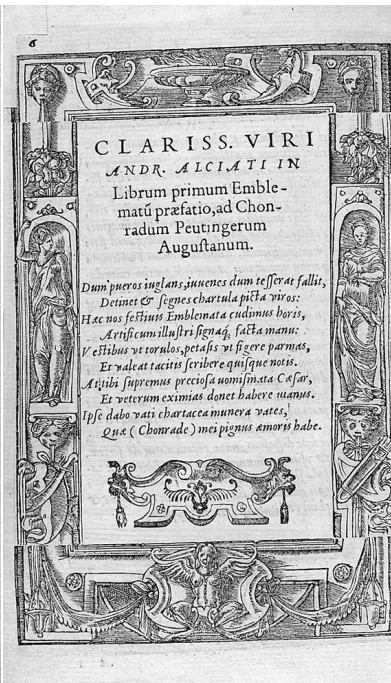 6
CLARISS. VIRI
ANDR. ALCIATI IN
Librum primum Emble-
matū præfatio, ad Chon-
radum Peutingerum
Augustanum.
Dum pueros iuglans, iuuenes dum tesserat fallit,
Detinet & segnes chartula picta viros:
Hæc nos festiuis Emblemata cudimus horis,
Artificum illustri signaq́; facta manu:
Vestibus vt torulos, petasis vt figere parmas,
Et valeat tacitis scribere quisque notis.
At tibi supremus preciosa nomismata Cæsar,
Et veterum eximias donet habere manus.
Ipse dabo vati chartacea munera vates,
Quæ (Chonrade) mei pignus amoris habe.